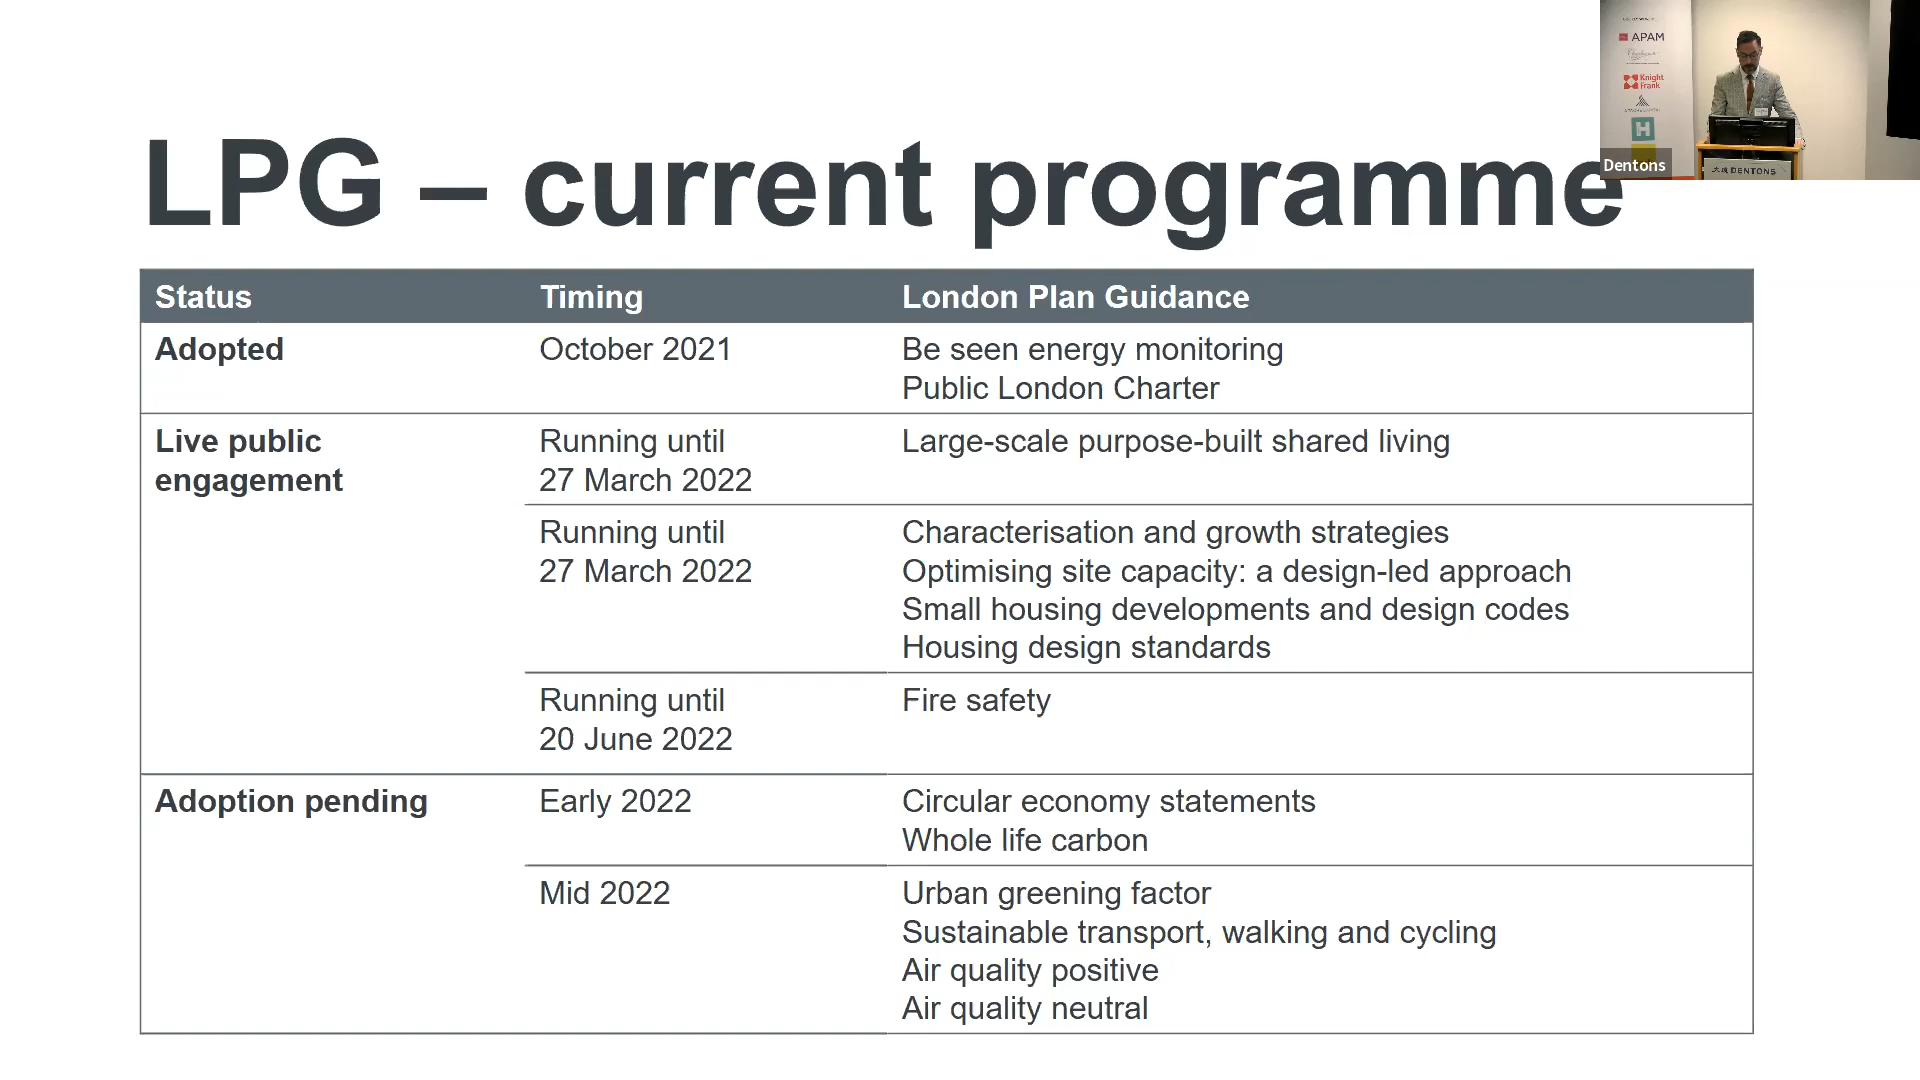 LPG – current programme
APAM
Knight
Frank
H
Dentons
大成 DENTONS
Status Timing London Plan Guidance
Adopted October 2021 Be seen energy monitoring
Public London Charter
Live public Running until Large-scale purpose-built shared living
engagement 27 March 2022
Running until Characterisation and growth strategies
27 March 2022 Optimising site capacity: a design-led approach
Small housing developments and design codes
Housing design standards
Running until Fire safety
20 June 2022
Adoption pending Early 2022 Circular economy statements
Whole life carbon
Mid 2022 Urban greening factor
Sustainable transport, walking and cycling
Air quality positive
Air quality neutral